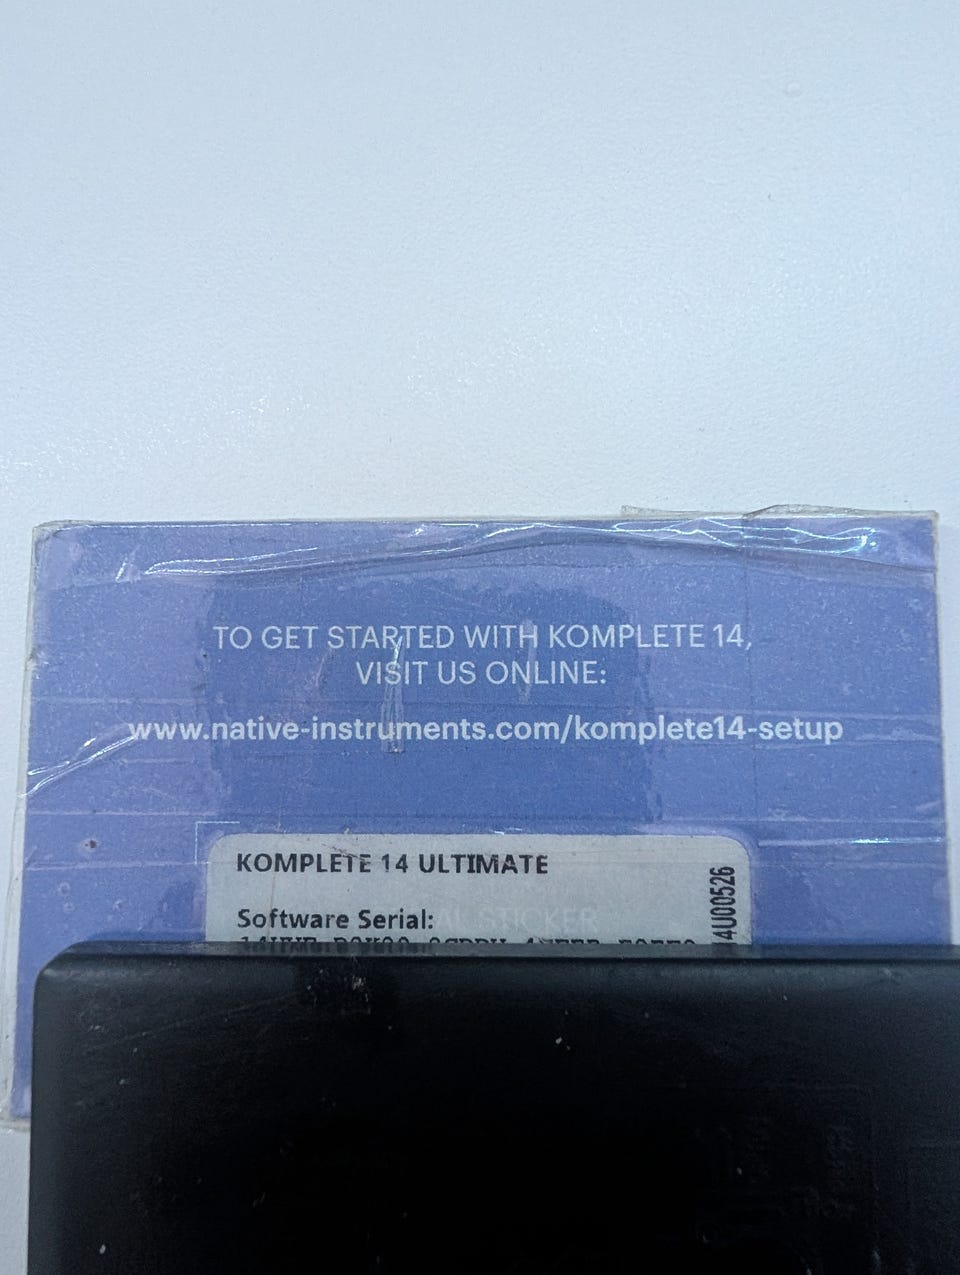 TO GET STARTED WITH KOMPLETE 14,
VISIT US ONLINE:
www.native-instruments.com/komplete14-setup
KOMPLETE 14 ULTIMATE
Software Serial:
STICKER
4U00526